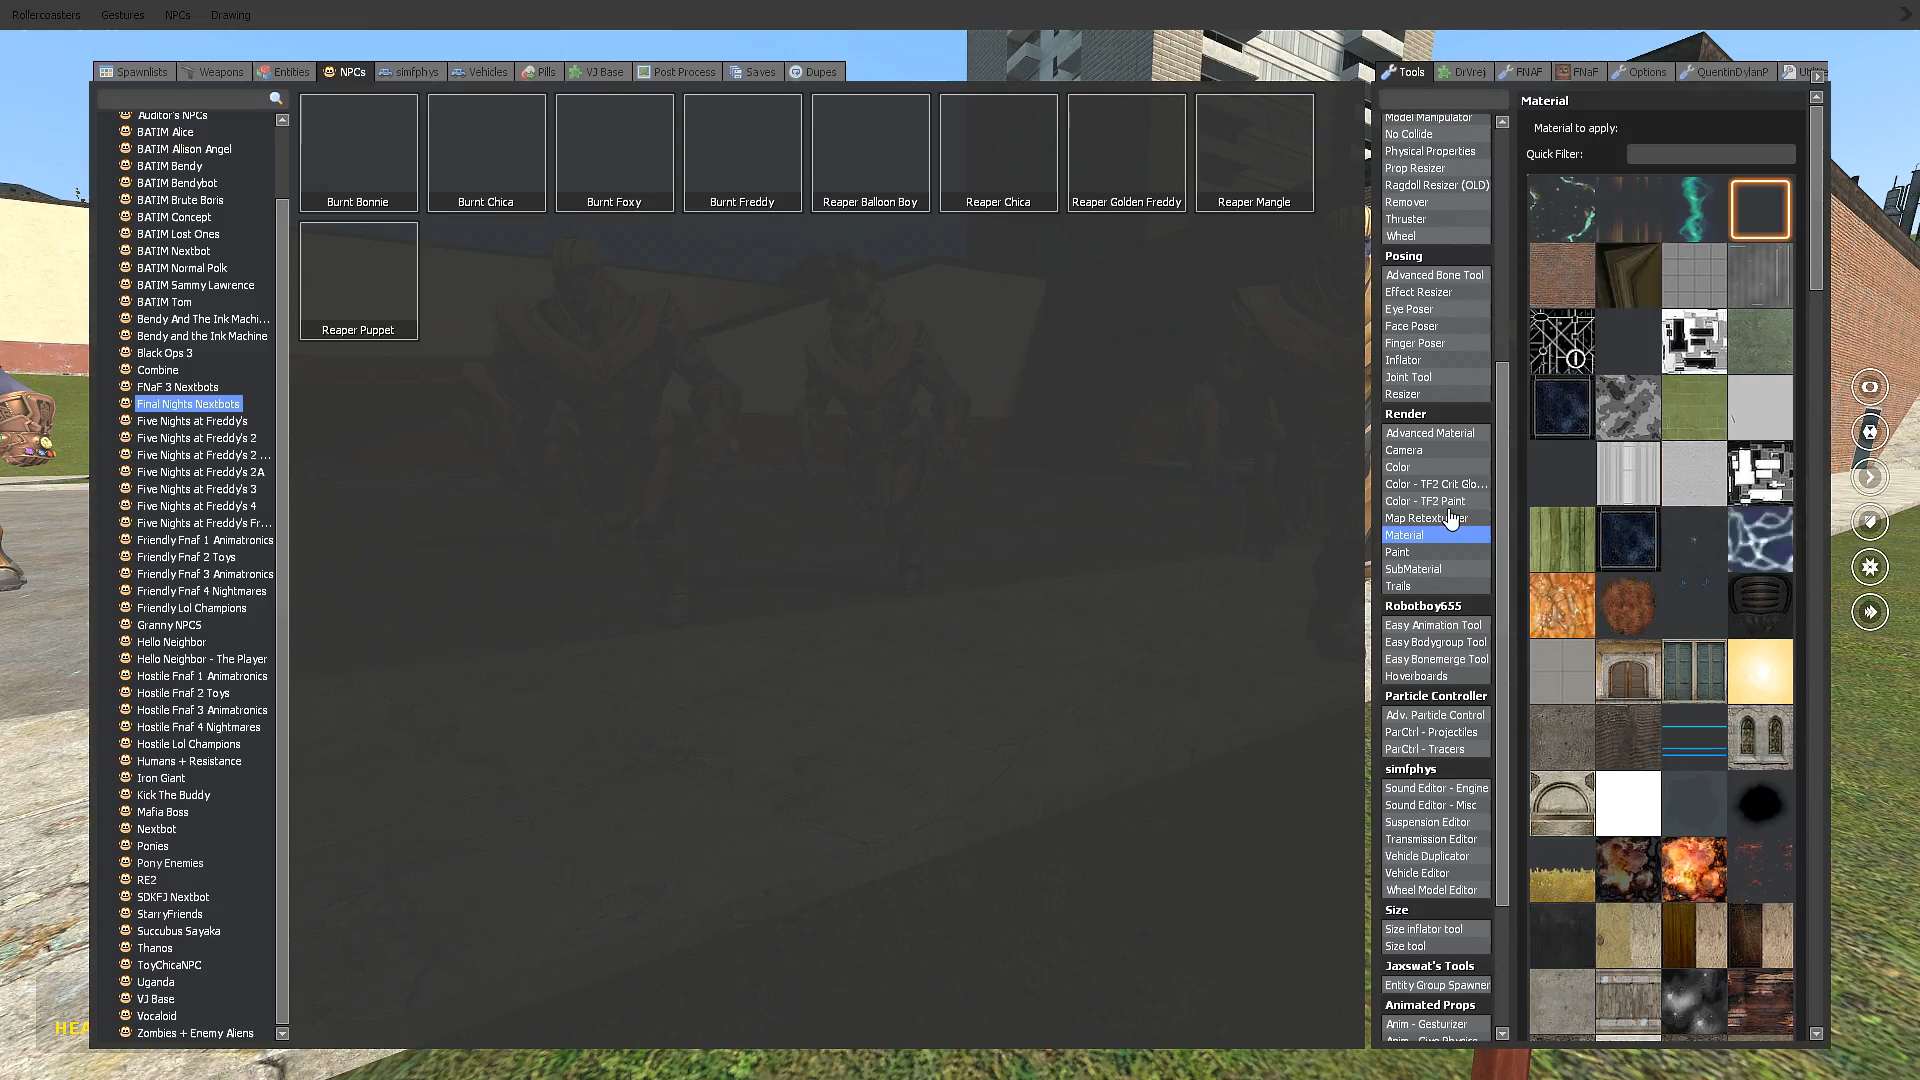 Rollercoasters Gestures NPCs Drawing
Spawnlists Weapons Entities NPCs simfphys Vehicles Pills VJ Base Post Process Saves Dupes
Auditor's NPCs
BATIM Alice
BATIM Allison Angel
BATIM Bendy
BATIM Bendybot
BATIM Brute Boris
BATIM Concept
BATIM Lost Ones
BATIM Nextbot
BATIM Normal Polk
BATIM Sammy Lawrence
BATIM Tom
Bendy And The Ink Machi...
Bendy and the Ink Machine
Black Ops 3
Combine
FNaF 3 Nextbots
Final Nights Nextbots
Five Nights at Freddy's
Five Nights at Freddy's 2
Five Nights at Freddy's 2 ...
Five Nights at Freddy's 2A
Five Nights at Freddy's 3
Five Nights at Freddy's 4
Five Nights at Freddy's Fr...
Friendly Fnaf 1 Animatronics
Friendly Fnaf 2 Toys
Friendly Fnaf 3 Animatronics
Friendly Fnaf 4 Nightmares
Friendly Lol Champions
Granny NPCS
Hello Neighbor
Hello Neighbor - The Player
Hostile Fnaf 1 Animatronics
Hostile Fnaf 2 Toys
Hostile Fnaf 3 Animatronics
Hostile Fnaf 4 Nightmares
Hostile Lol Champions
Humans + Resistance
Iron Giant
Kick The Buddy
Mafia Boss
Nextbot
Ponies
Pony Enemies
RE2
SDKFJ Nextbot
StarryFriends
Succubus Sayaka
Thanos
ToyChicaNPC
Uganda
VJ Base
Vocaloid
Zombies + Enemy Aliens
HEA
Burnt Bonnie Burnt Chica Burnt Foxy Burnt Freddy Reaper Balloon Boy Reaper Chica Reaper Golden Freddy Reaper Mangle
Reaper Puppet
Tools DrVrej FNAF FNaF Options QuentinDylanP Utili
Model Manipulator
No Collide
Physical Properties
Prop Resizer
Ragdoll Resizer (OLD)
Remover
Thruster
Wheel
Posing
Advanced Bone Tool
Effect Resizer
Eye Poser
Face Poser
Finger Poser
Inflator
Joint Tool
Resizer
Render
Advanced Material
Camera
Color
Color - TF2 Crit Glo...
Color - TF2 Paint
Map Retexturizer
Material
Paint
SubMaterial
Trails
Robotboy655
Easy Animation Tool
Easy Bodygroup Tool
Easy Bonemerge Tool
Hoverboards
Particle Controller
Adv. Particle Control
ParCtrl - Projectiles
ParCtrl - Tracers
simfphys
Sound Editor - Engine
Sound Editor - Misc
Suspension Editor
Transmission Editor
Vehicle Duplicator
Vehicle Editor
Wheel Model Editor
Size
Size inflator tool
Size tool
Jaxswat's Tools
Entity Group Spawner
Animated Props
Anim - Gesturizer
Material
Material to apply:
Quick Filter: